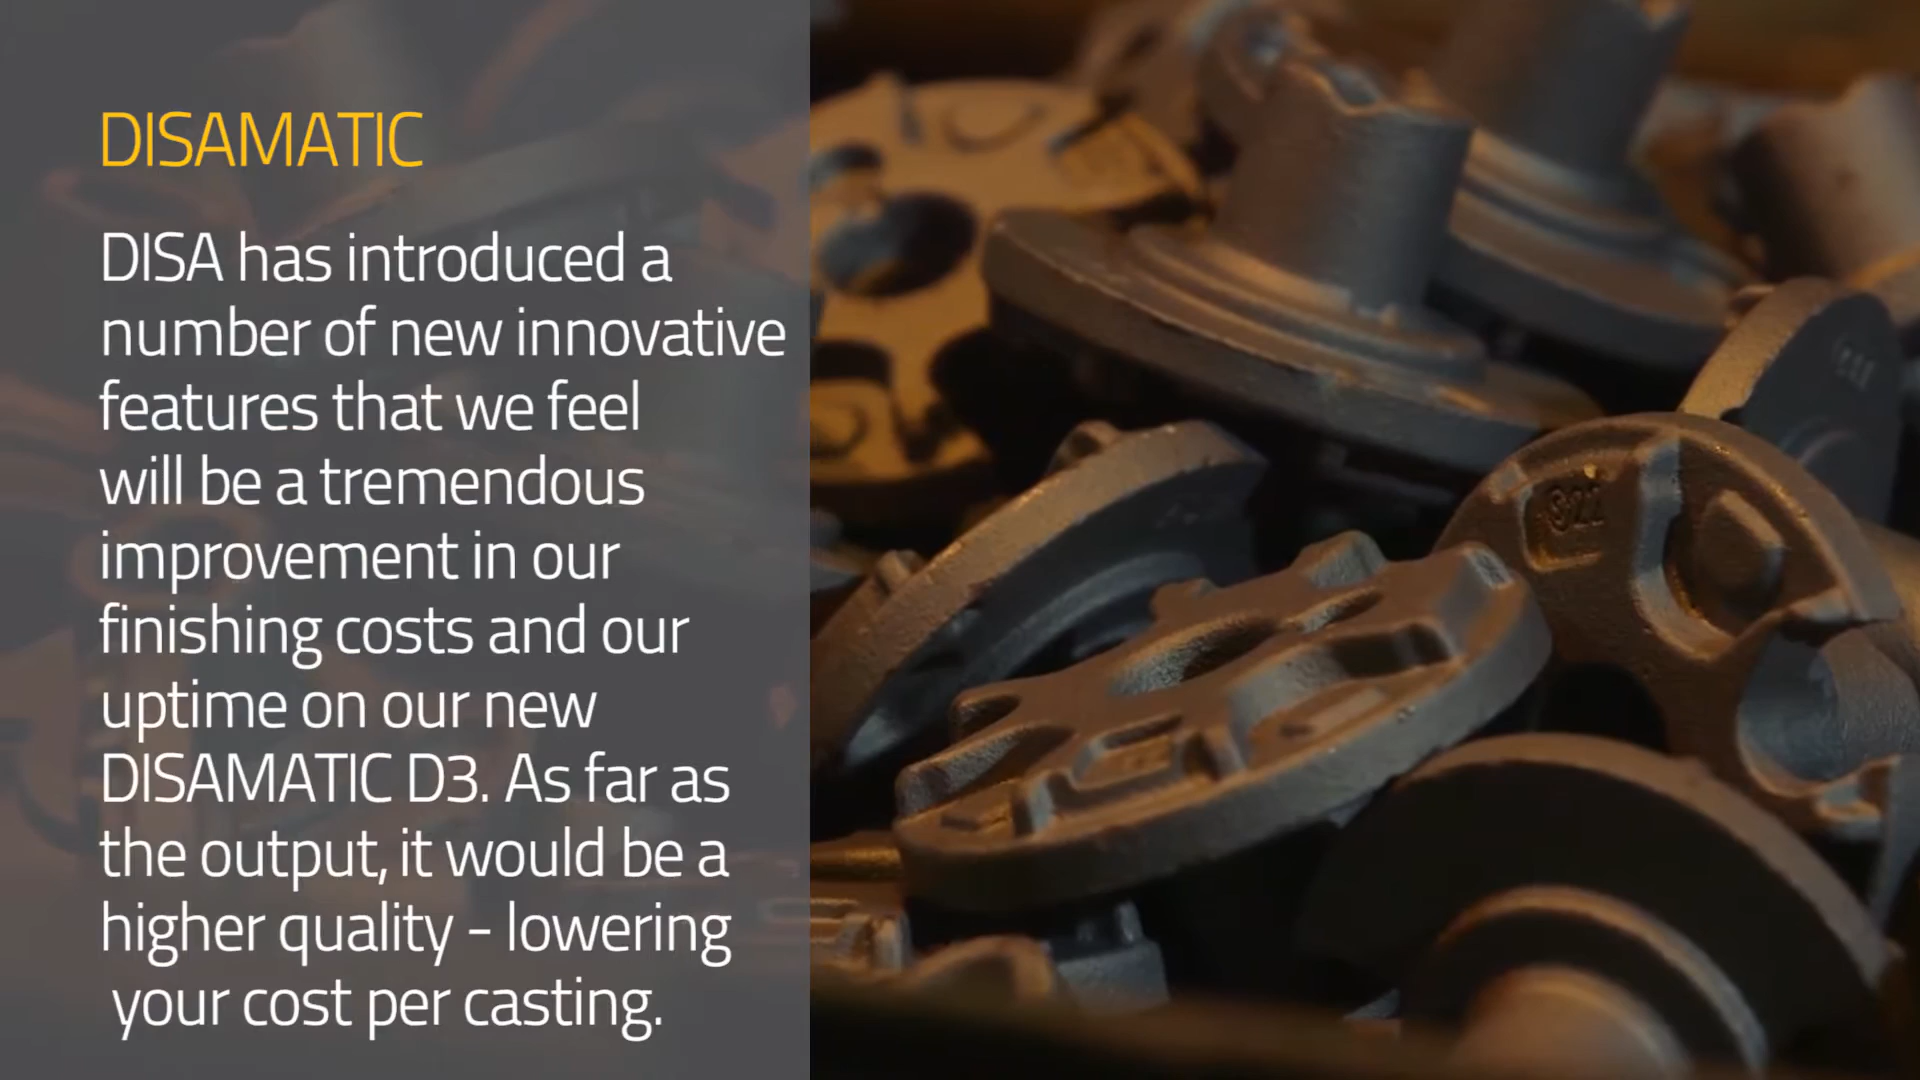 DISAMATIC
DISA has introduced a
number of new innovative
features that we feel
will be a tremendous
improvement in our
finishing costs and our
uptime on our new
DISAMATIC D3. As far as
the output, it would be a
higher quality - lowering
your cost per casting.
S22